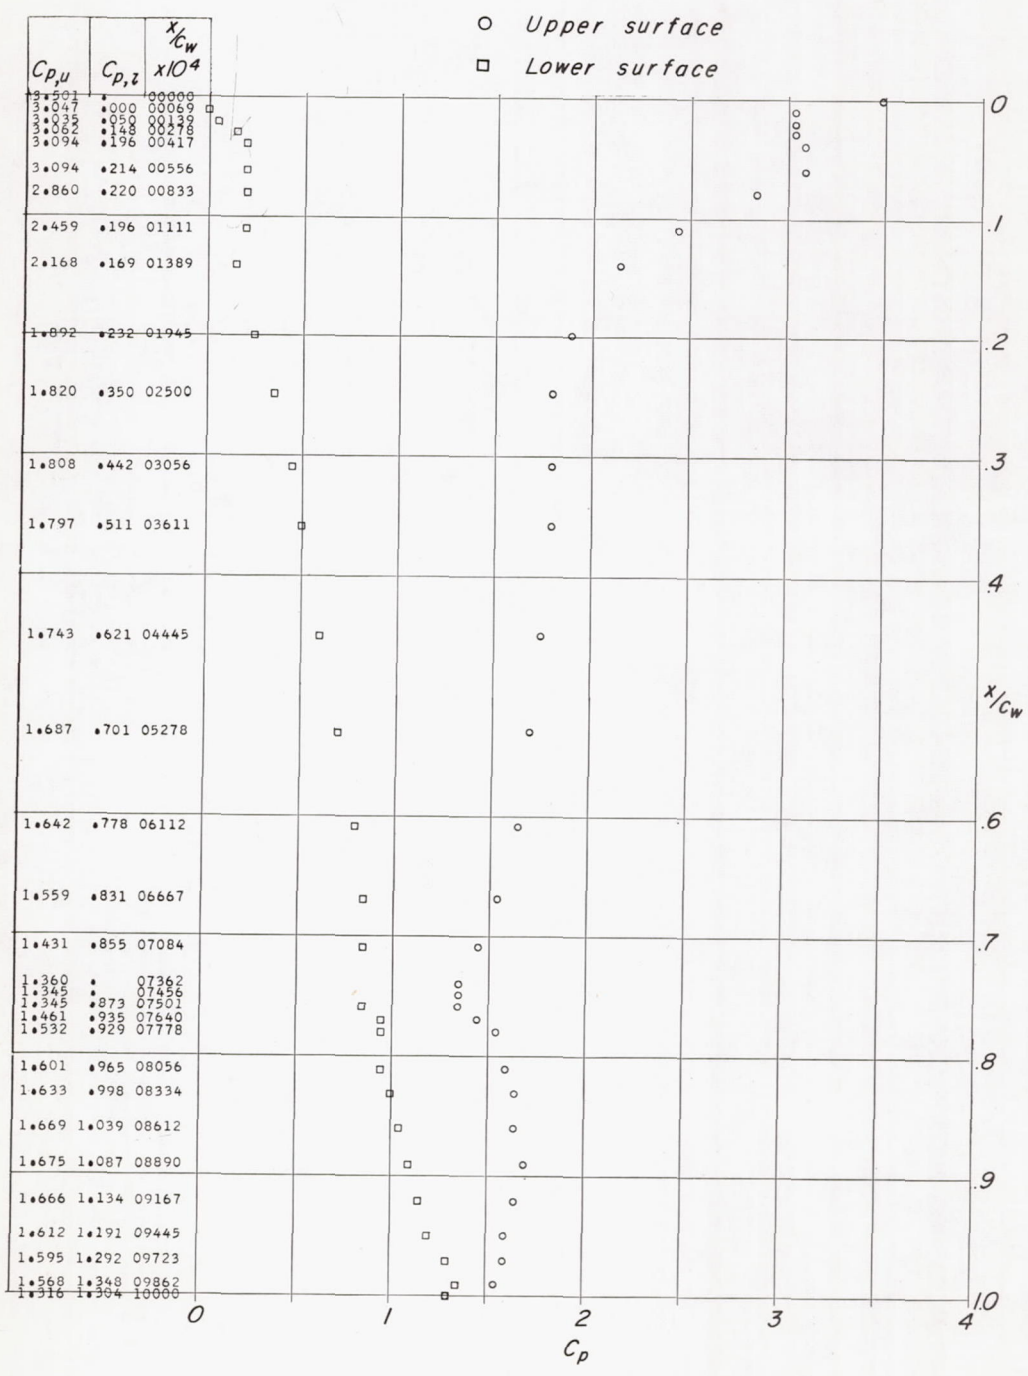 ○ Upper surface
□ Lower surface
Cp,u Cp,l x/cw ×10⁴
3.501 . 00000
3.047 .000 00069
3.035 .050 00139
3.062 .148 00278
3.094 .196 00417
3.094 .214 00556
2.860 .220 00833
2.459 .196 01111
2.168 .169 01389
1.892 .232 01945
1.820 .350 02500
1.808 .442 03056
1.797 .511 03611
1.743 .621 04445
1.687 .701 05278
1.642 .778 06112
1.559 .831 06667
1.431 .855 07084
1.360 . 07362
1.345 . 07456
1.345 .873 07501
1.461 .935 07640
1.532 .929 07778
1.601 .965 08056
1.633 .998 08334
1.669 1.039 08612
1.675 1.087 08890
1.666 1.134 09167
1.612 1.191 09445
1.595 1.292 09723
1.568 1.348 09862
1.316 1.304 10000
0
.1
.2
.3
.4
x/cw
.6
.7
.8
.9
1.0
0 1 2 3 4
Cp